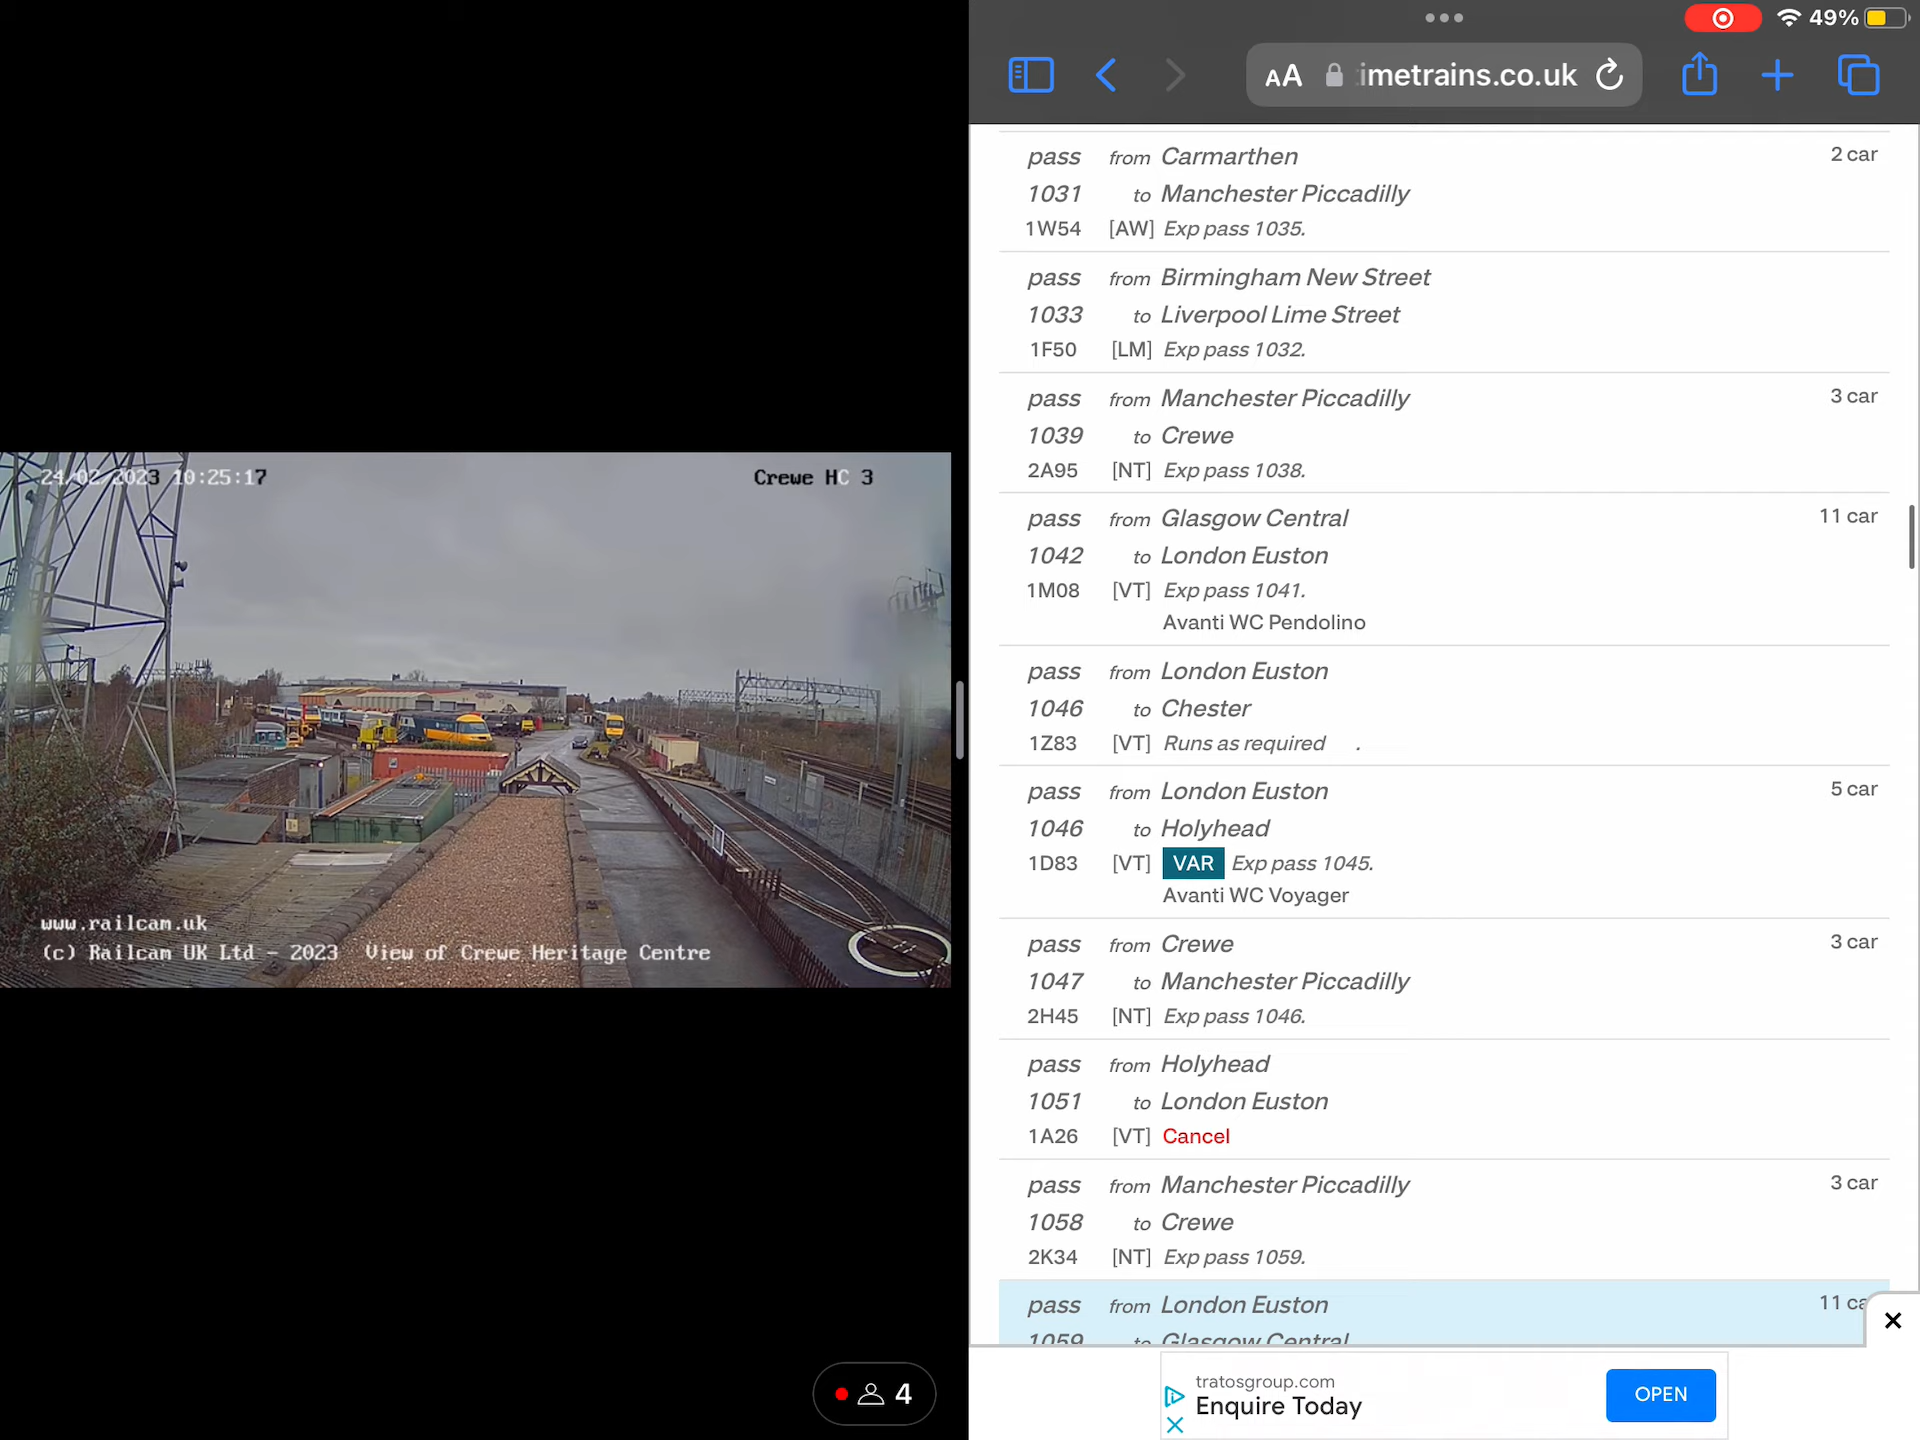 24/02/2023 10:25:17
Crewe HC 3
www.railcam.uk
(c) Railcam UK Ltd - 2023 View of Crewe Heritage Centre
4
49%
AA imetrains.co.uk
pass from Carmarthen 2 car
1031 to Manchester Piccadilly
1W54 [AW] Exp pass 1035.
pass from Birmingham New Street
1033 to Liverpool Lime Street
1F50 [LM] Exp pass 1032.
pass from Manchester Piccadilly 3 car
1039 to Crewe
2A95 [NT] Exp pass 1038.
pass from Glasgow Central 11 car
1042 to London Euston
1M08 [VT] Exp pass 1041.
Avanti WC Pendolino
pass from London Euston
1046 to Chester
1Z83 [VT] Runs as required .
pass from London Euston 5 car
1046 to Holyhead
1D83 [VT] VAR Exp pass 1045.
Avanti WC Voyager
pass from Crewe 3 car
1047 to Manchester Piccadilly
2H45 [NT] Exp pass 1046.
pass from Holyhead
1051 to London Euston
1A26 [VT] Cancel
pass from Manchester Piccadilly 3 car
1058 to Crewe
2K34 [NT] Exp pass 1059.
pass from London Euston 11 ca
1059 to Glasgow Central
tratosgroup.com
Enquire Today
OPEN